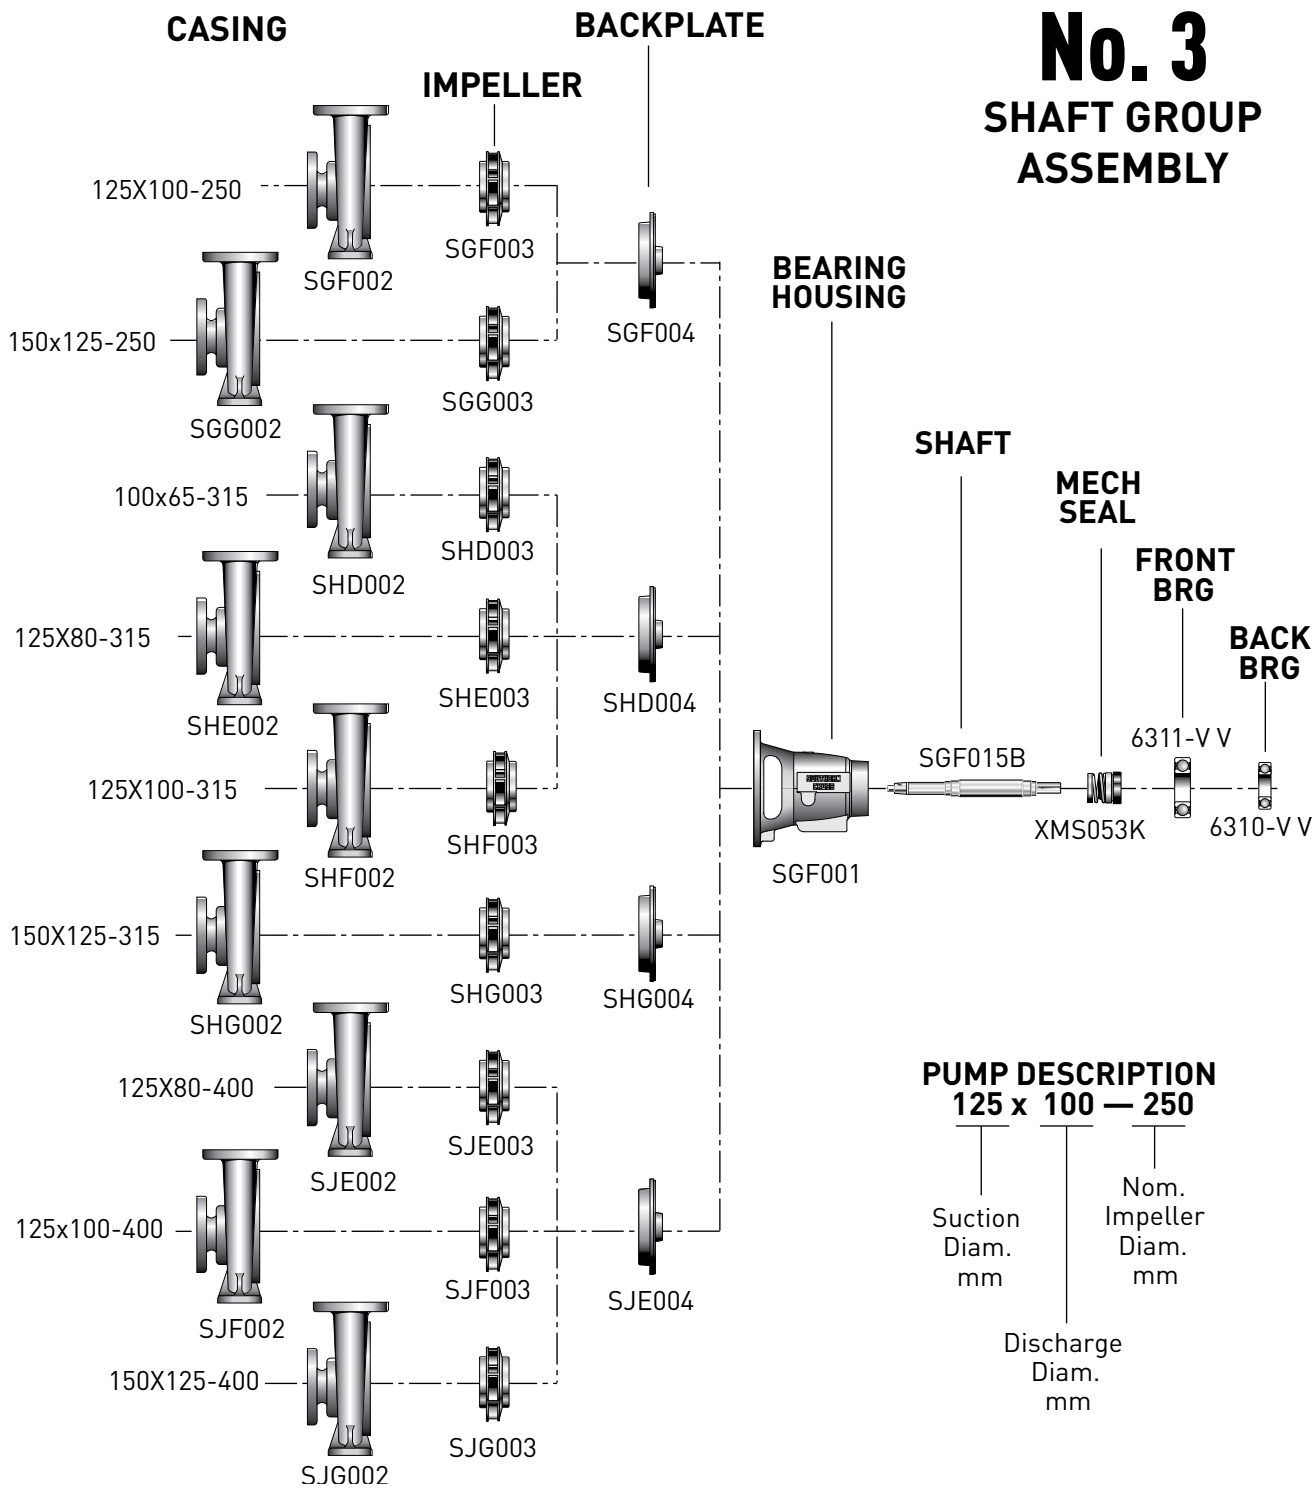 CASING
BACKPLATE
No. 3
SHAFT GROUP
ASSEMBLY
IMPELLER
125X100-250
SGF002
SGF003
150x125-250
SGG002
SGG003
SGF004
100x65-315
SHD002
SHD003
125X80-315
SHE002
SHE003
SHD004
125X100-315
SHF002
SHF003
150X125-315
SHG002
SHG003
SHG004
125X80-400
SJE002
SJE003
125x100-400
SJF002
SJF003
SJE004
150X125-400
SJG002
SJG003
BEARING
HOUSING
SOUTHERN
CROSS
SGF001
SHAFT
SGF015B
MECH
SEAL
XMS053K
FRONT
BRG
6311-V V
BACK
BRG
6310-V V
PUMP DESCRIPTION
125 x 100 — 250
Suction
Diam.
mm
Discharge
Diam.
mm
Nom.
Impeller
Diam.
mm